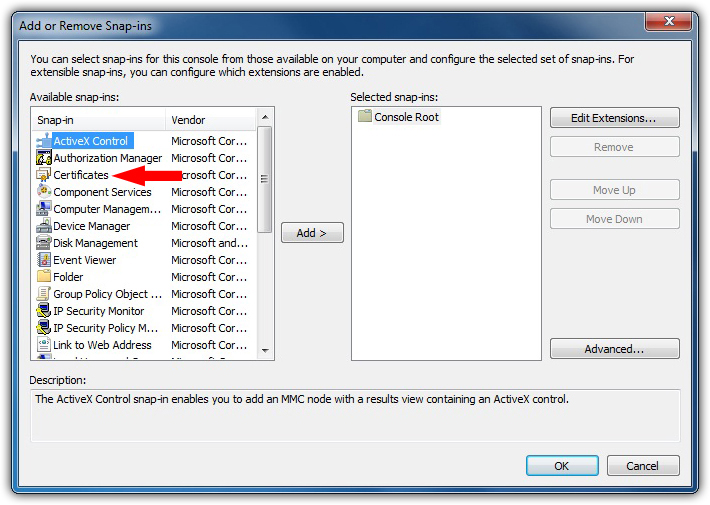 Add or Remove Snap-ins
You can select snap-ins for this console from those available on your computer and configure the selected set of snap-ins. For
extensible snap-ins, you can configure which extensions are enabled.
Available snap-ins:
Selected snap-ins:
Snap-in Vendor
ActiveX Control Microsoft Cor...
Authorization Manager Microsoft Cor...
Certificates crosoft Cor...
Component Services Microsoft Cor...
Computer Managem... Microsoft Cor...
Device Manager Microsoft Cor...
Disk Management Microsoft and...
Event Viewer Microsoft Cor...
Folder Microsoft Cor...
Group Policy Object ... Microsoft Cor...
IP Security Monitor Microsoft Cor...
IP Security Policy M... Microsoft Cor...
Link to Web Address Microsoft Cor...
Add >
Console Root
Edit Extensions...
Remove
Move Up
Move Down
Advanced...
Description:
The ActiveX Control snap-in enables you to add an MMC node with a results view containing an ActiveX control.
OK
Cancel